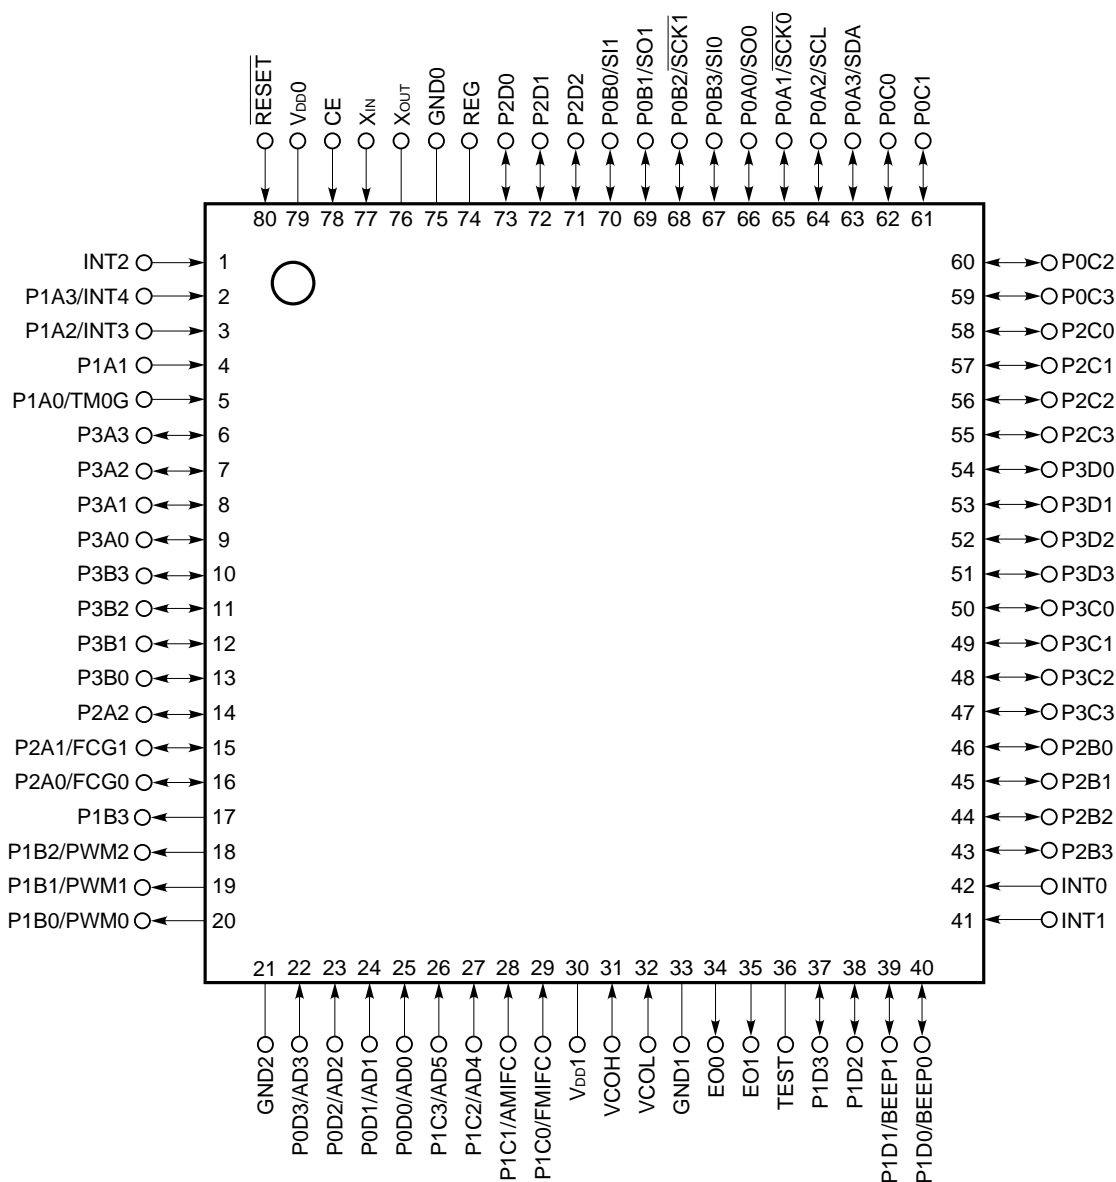 RESET
VDD0
CE
XIN
XOUT
GND0
REG
P2D0
P2D1
P2D2
P0B0/SI1
P0B1/SO1
P0B2/SCK1
P0B3/SI0
P0A0/SO0
P0A1/SCK0
P0A2/SCL
P0A3/SDA
P0C0
P0C1
80 79 78 77 76 75 74 73 72 71 70 69 68 67 66 65 64 63 62 61
INT2 1
P1A3/INT4 2
P1A2/INT3 3
P1A1 4
P1A0/TM0G 5
P3A3 6
P3A2 7
P3A1 8
P3A0 9
P3B3 10
P3B2 11
P3B1 12
P3B0 13
P2A2 14
P2A1/FCG1 15
P2A0/FCG0 16
P1B3 17
P1B2/PWM2 18
P1B1/PWM1 19
P1B0/PWM0 20
60 P0C2
59 P0C3
58 P2C0
57 P2C1
56 P2C2
55 P2C3
54 P3D0
53 P3D1
52 P3D2
51 P3D3
50 P3C0
49 P3C1
48 P3C2
47 P3C3
46 P2B0
45 P2B1
44 P2B2
43 P2B3
42 INT0
41 INT1
21 22 23 24 25 26 27 28 29 30 31 32 33 34 35 36 37 38 39 40
GND2
P0D3/AD3
P0D2/AD2
P0D1/AD1
P0D0/AD0
P1C3/AD5
P1C2/AD4
P1C1/AMIFC
P1C0/FMIFC
VDD1
VCOH
VCOL
GND1
EO0
EO1
TEST
P1D3
P1D2
P1D1/BEEP1
P1D0/BEEP0